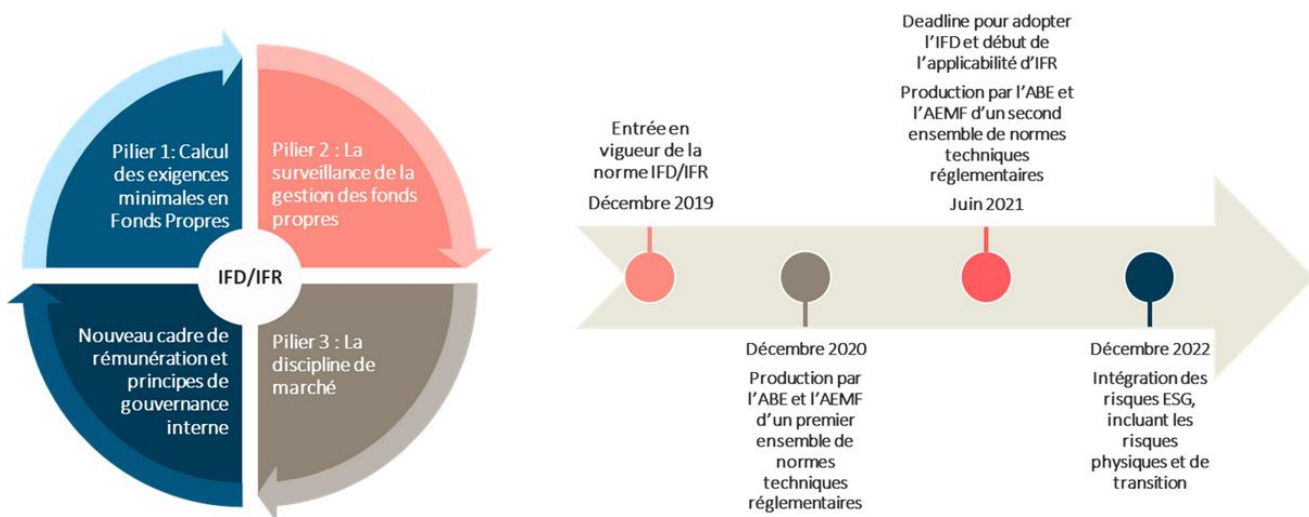 Pilier 1: Calcul
des exigences
minimales en
Fonds Propres
Pilier 2 : La
surveillance de la
gestion des fonds
propres
IFD/IFR
Nouveau cadre de
rémunération et
principes de
gouvernance
interne
Pilier 3 : La
discipline de
marché
Entrée en
vigueur de la
norme IFD/IFR
Décembre 2019
Décembre 2020
Production par
l'ABE et l'AEMF
d'un premier
ensemble de
normes
techniques
réglementaires
Deadline pour adopter
l'IFD et début de
l'applicabilité d'IFR
Production par l'ABE et
l'AEMF d'un second
ensemble de normes
techniques
réglementaires
Juin 2021
Décembre 2022
Intégration des
risques ESG,
incluant les
risques
physiques et de
transition